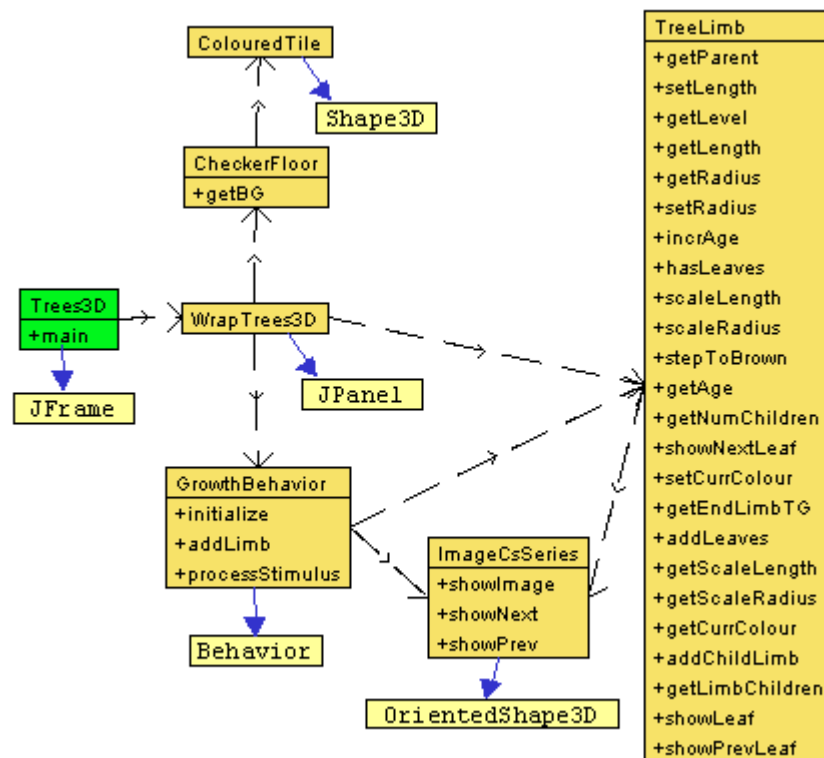 ColouredTile
Shape3D
CheckerFloor
+getBG
Trees3D
+main
JFrame
WrapTrees3D
JPanel
GrowthBehavior
+initialize
+addLimb
+processStimulus
Behavior
ImageCsSeries
+showImage
+showNext
+showPrev
OrientedShape3D
TreeLimb
+getParent
+setLength
+getLevel
+getLength
+getRadius
+setRadius
+incrAge
+hasLeaves
+scaleLength
+scaleRadius
+stepToBrown
+getAge
+getNumChildren
+showNextLeaf
+setCurrColour
+getEndLimbTG
+addLeaves
+getScaleLength
+getScaleRadius
+getCurrColour
+addChildLimb
+getLimbChildren
+showLeaf
+showPrevLeaf